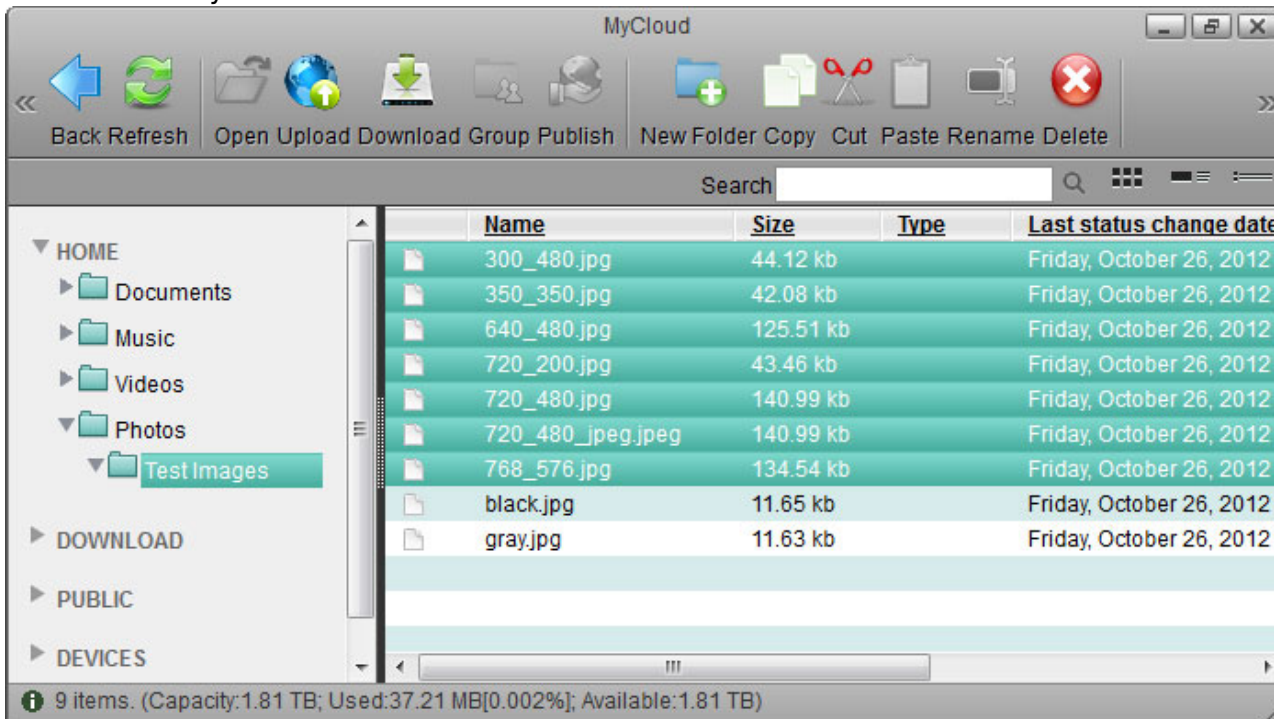 MyCloud
Back Refresh Open Upload Download Group Publish New Folder Copy Cut Paste Rename Delete
Search
Name Size Type Last status change date
HOME
Documents
Music
Videos
Photos
Test Images
DOWNLOAD
PUBLIC
DEVICES
300_480.jpg 44.12 kb Friday, October 26, 2012
350_350.jpg 42.08 kb Friday, October 26, 2012
640_480.jpg 125.51 kb Friday, October 26, 2012
720_200.jpg 43.46 kb Friday, October 26, 2012
720_480.jpg 140.99 kb Friday, October 26, 2012
720_480_jpeg.jpeg 140.99 kb Friday, October 26, 2012
768_576.jpg 134.54 kb Friday, October 26, 2012
black.jpg 11.65 kb Friday, October 26, 2012
gray.jpg 11.63 kb Friday, October 26, 2012
9 items. (Capacity:1.81 TB; Used:37.21 MB[0.002%]; Available:1.81 TB)